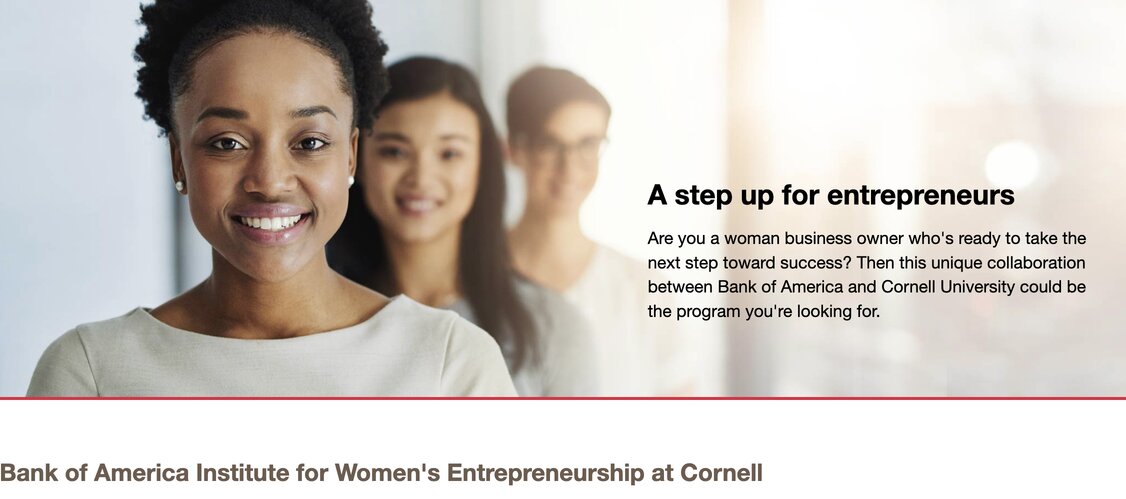 A step up for entrepreneurs
Are you a woman business owner who's ready to take the
next step toward success? Then this unique collaboration
between Bank of America and Cornell University could be
the program you're looking for.
Bank of America Institute for Women's Entrepreneurship at Cornell